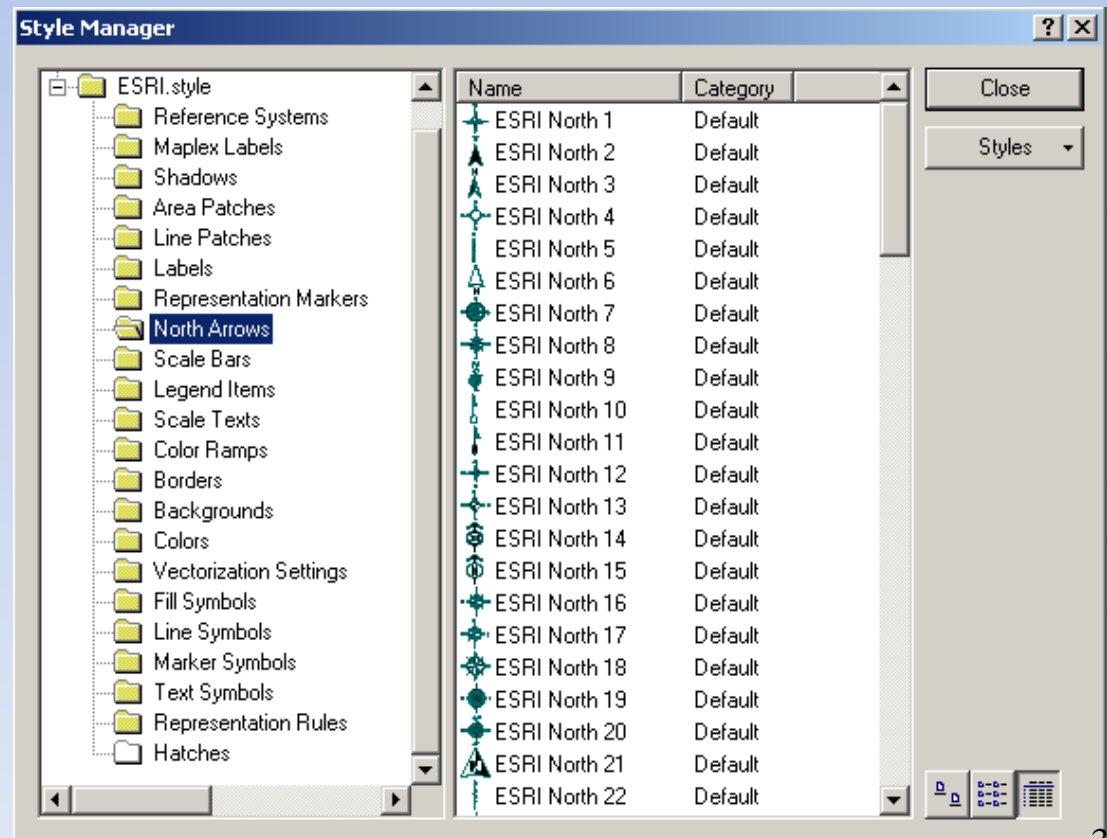 Style Manager
ESRI.style
Reference Systems
Maplex Labels
Shadows
Area Patches
Line Patches
Labels
Representation Markers
North Arrows
Scale Bars
Legend Items
Scale Texts
Color Ramps
Borders
Backgrounds
Colors
Vectorization Settings
Fill Symbols
Line Symbols
Marker Symbols
Text Symbols
Representation Rules
Hatches
Name Category
ESRI North 1 Default
ESRI North 2 Default
ESRI North 3 Default
ESRI North 4 Default
ESRI North 5 Default
ESRI North 6 Default
ESRI North 7 Default
ESRI North 8 Default
ESRI North 9 Default
ESRI North 10 Default
ESRI North 11 Default
ESRI North 12 Default
ESRI North 13 Default
ESRI North 14 Default
ESRI North 15 Default
ESRI North 16 Default
ESRI North 17 Default
ESRI North 18 Default
ESRI North 19 Default
ESRI North 20 Default
ESRI North 21 Default
ESRI North 22 Default
Close
Styles